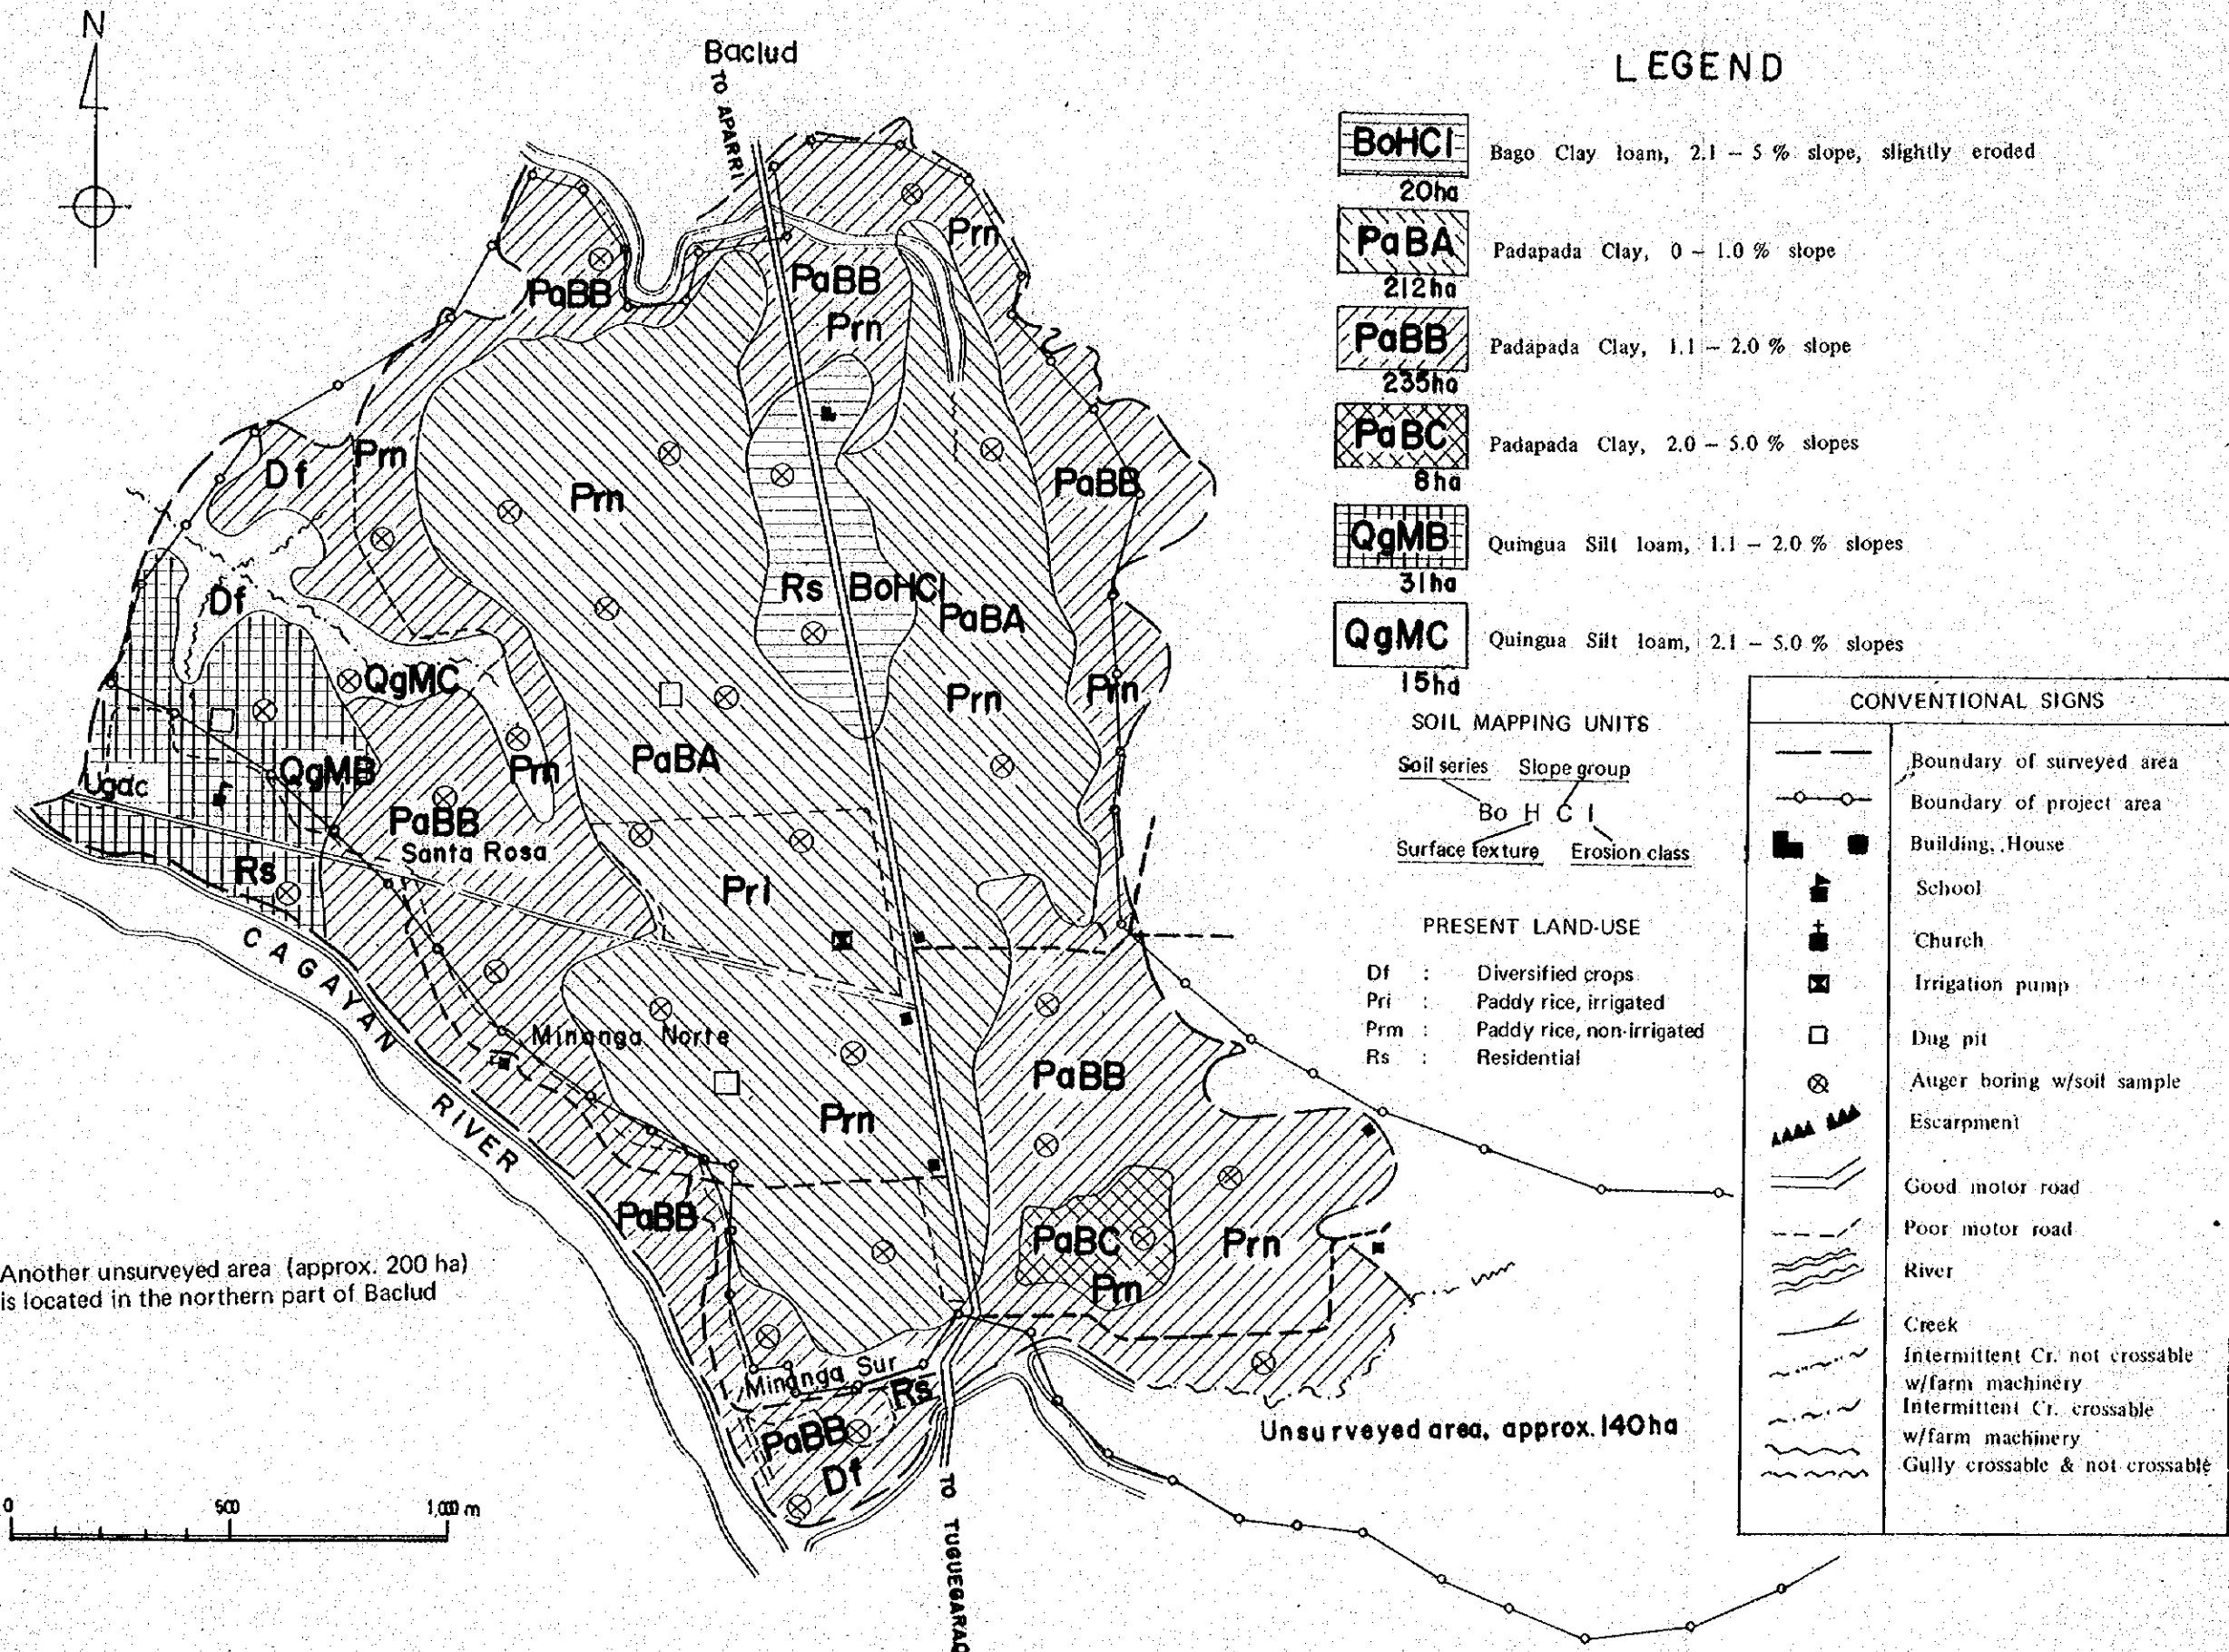 N
Baclud
TO APARRI
Prn
PaBB
PaBB
Prn
Df
Prn
Prn
PaBB
Df
Rs
BoHCl
PaBA
QgMC
Prn
Prn
PaBA
Ugac
QgMB
Prn
PaBB
Santa Rosa
Rs
Pri
CAGAYAN RIVER
Minanga Norte
PaBB
Prn
PaBB
PaBC
Prn
Prn
Minanga Sur
Rs
PaBB
Df
TO TUGUEGARAO
Unsurveyed area, approx. 140ha
Another unsurveyed area (approx. 200 ha)
is located in the northern part of Baclud
0 500 1,000 m
LEGEND
BoHCl Bago Clay loam, 2.1 – 5 % slope, slightly eroded
20ha
PaBA Padapada Clay, 0 – 1.0 % slope
212ha
PaBB Padapada Clay, 1.1 – 2.0 % slope
235ha
PaBC Padapada Clay, 2.0 – 5.0 % slopes
8ha
QgMB Quingua Silt loam, 1.1 – 2.0 % slopes
31ha
QgMC Quingua Silt loam, 2.1 – 5.0 % slopes
15ha
SOIL MAPPING UNITS
Soil series Slope group
Bo H C l
Surface texture Erosion class
PRESENT LAND-USE
Df : Diversified crops
Pri : Paddy rice, irrigated
Prm : Paddy rice, non-irrigated
Rs : Residential
CONVENTIONAL SIGNS
Boundary of surveyed area
Boundary of project area
Building, House
School
Church
Irrigation pump
Dug pit
Auger boring w/soil sample
Escarpment
Good motor road
Poor motor road
River
Creek
Intermittent Cr. not crossable
w/farm machinery
Intermittent Cr. crossable
w/farm machinery
Gully crossable & not crossable